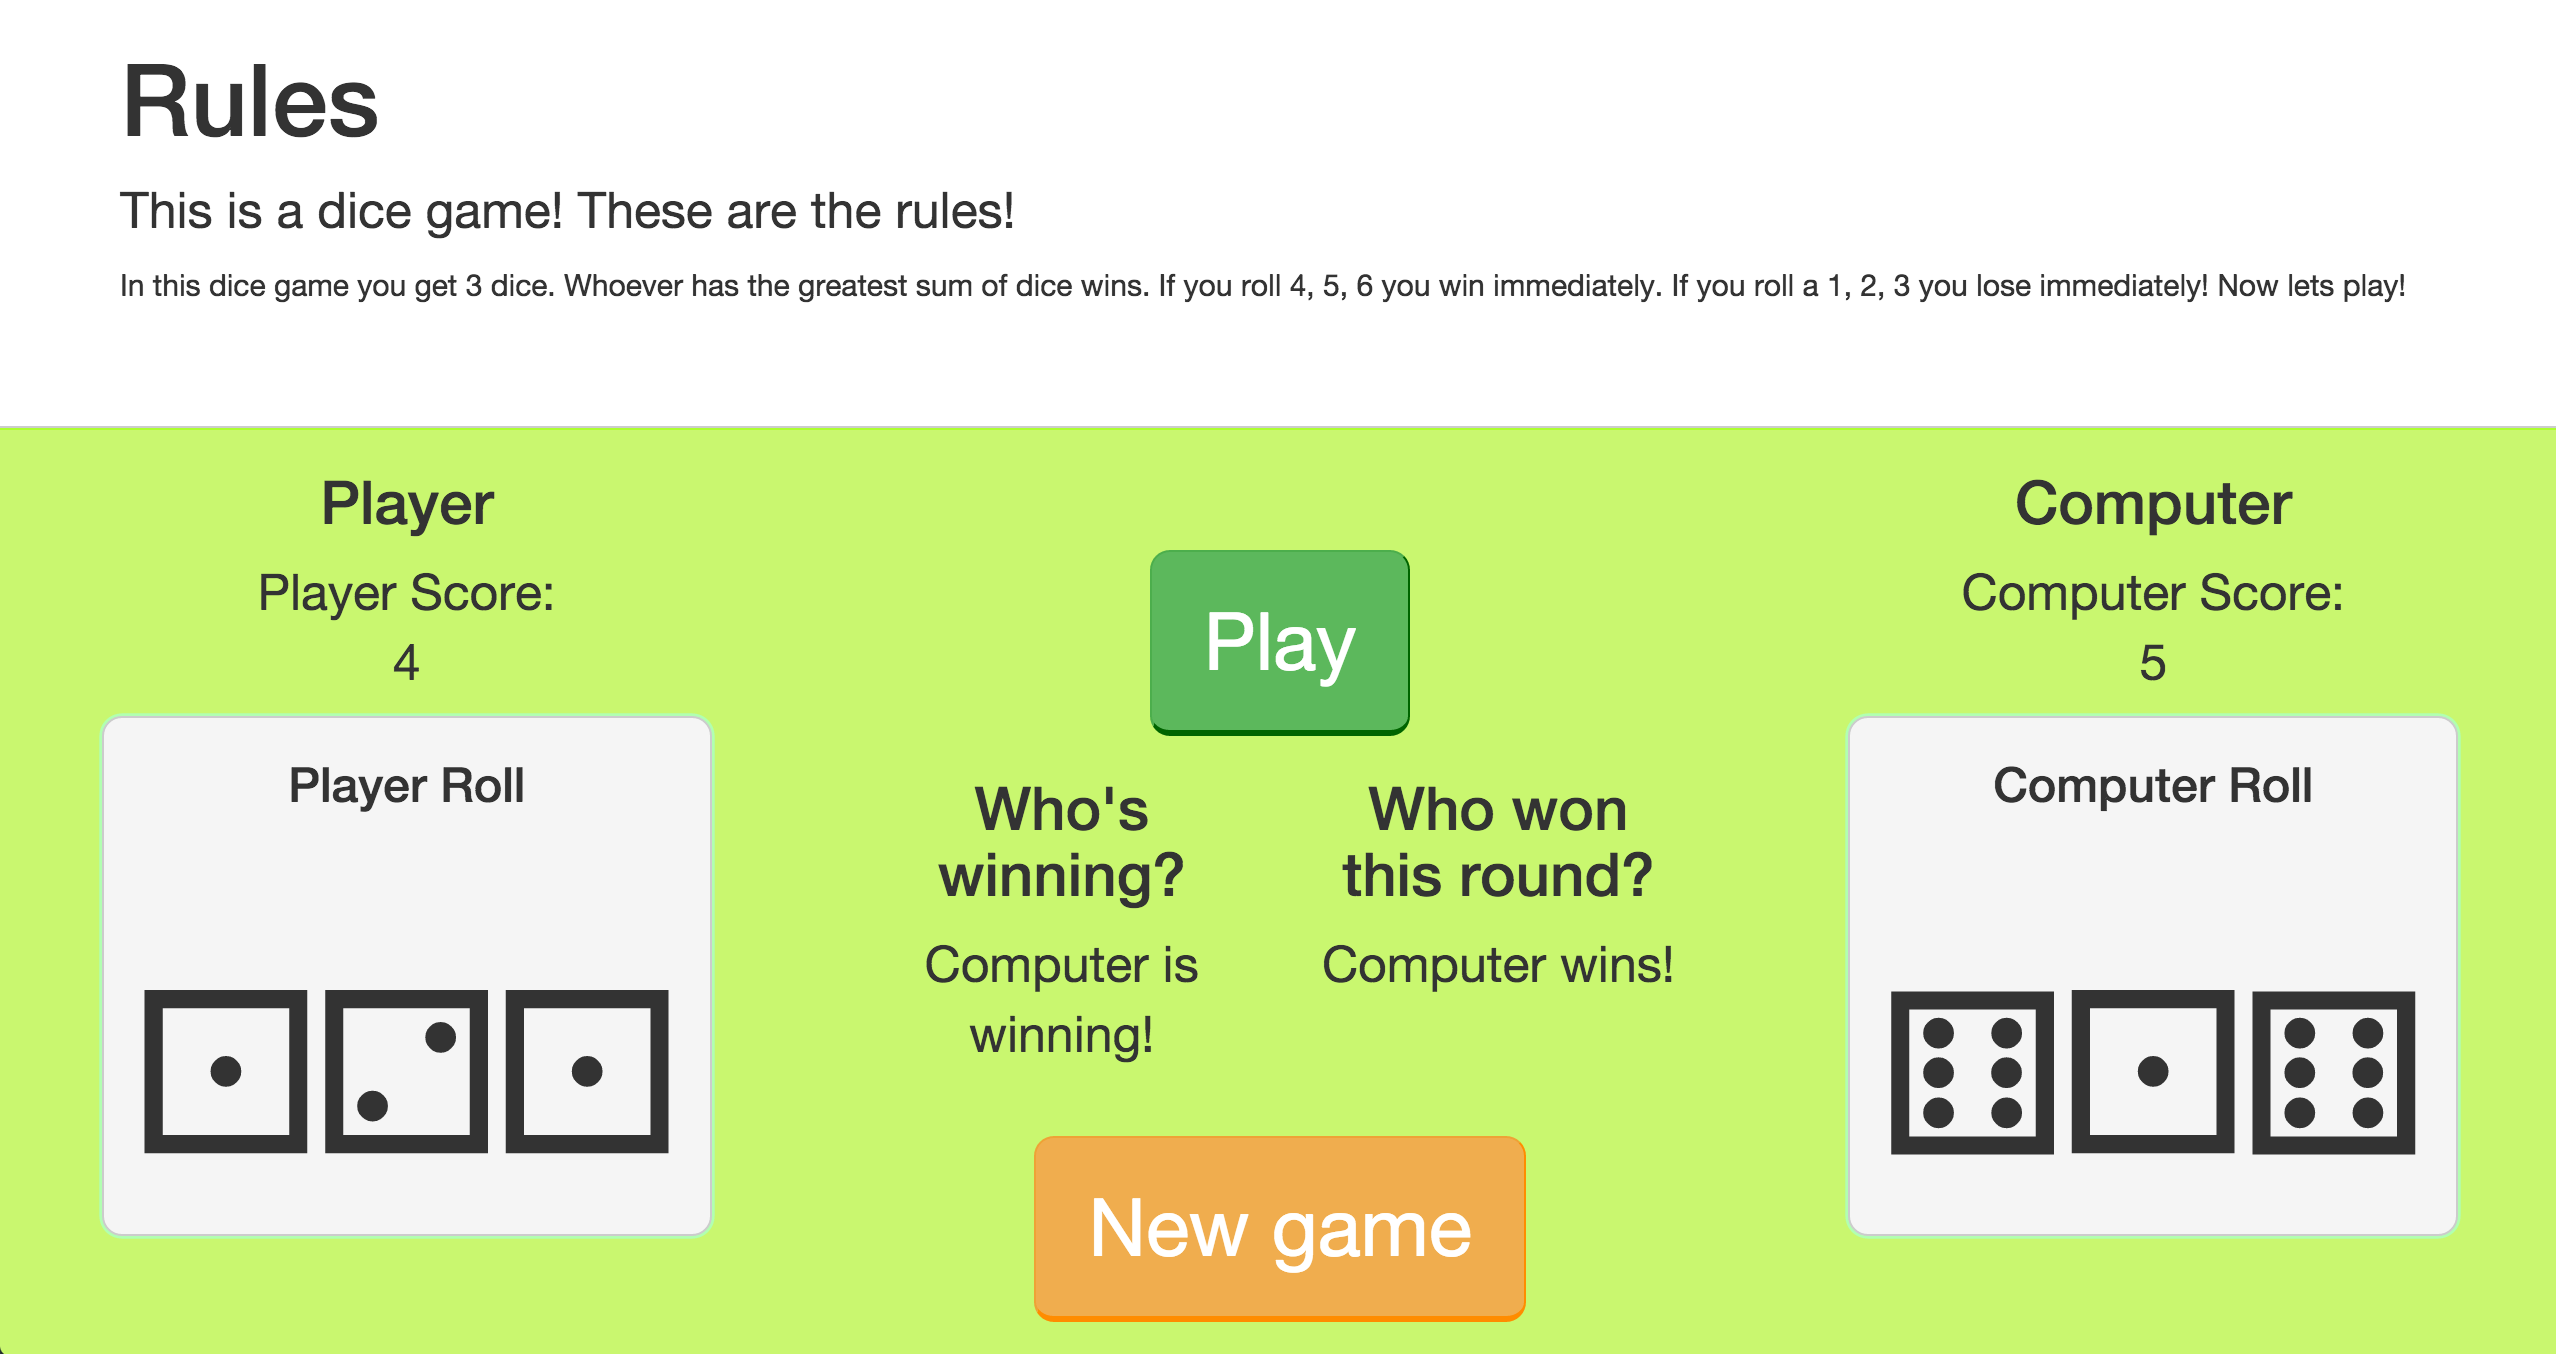 Rules
This is a dice game! These are the rules!
In this dice game you get 3 dice. Whoever has the greatest sum of dice wins. If you roll 4, 5, 6 you win immediately. If you roll a 1, 2, 3 you lose immediately! Now lets play!
Player
Player Score:
4
Player Roll
Play
Who's
winning?
Computer is
winning!
Who won
this round?
Computer wins!
New game
Computer
Computer Score:
5
Computer Roll